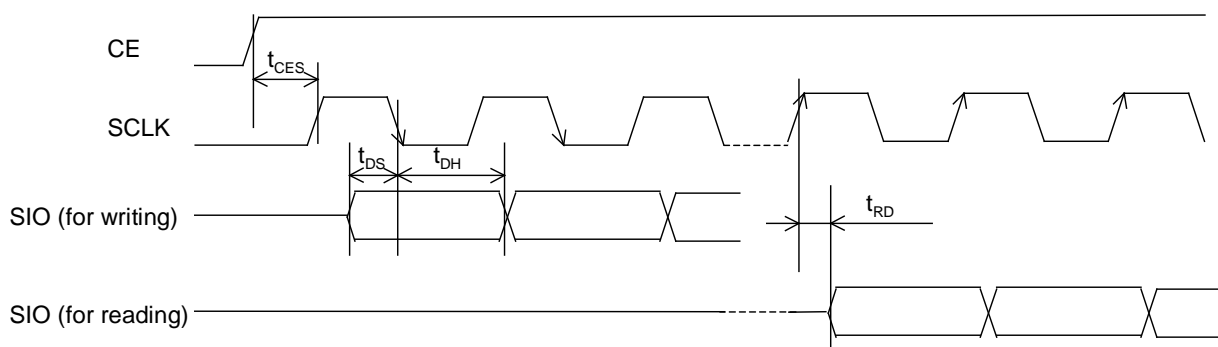 CE
tCES
SCLK
tDS
tDH
SIO (for writing)
tRD
SIO (for reading)